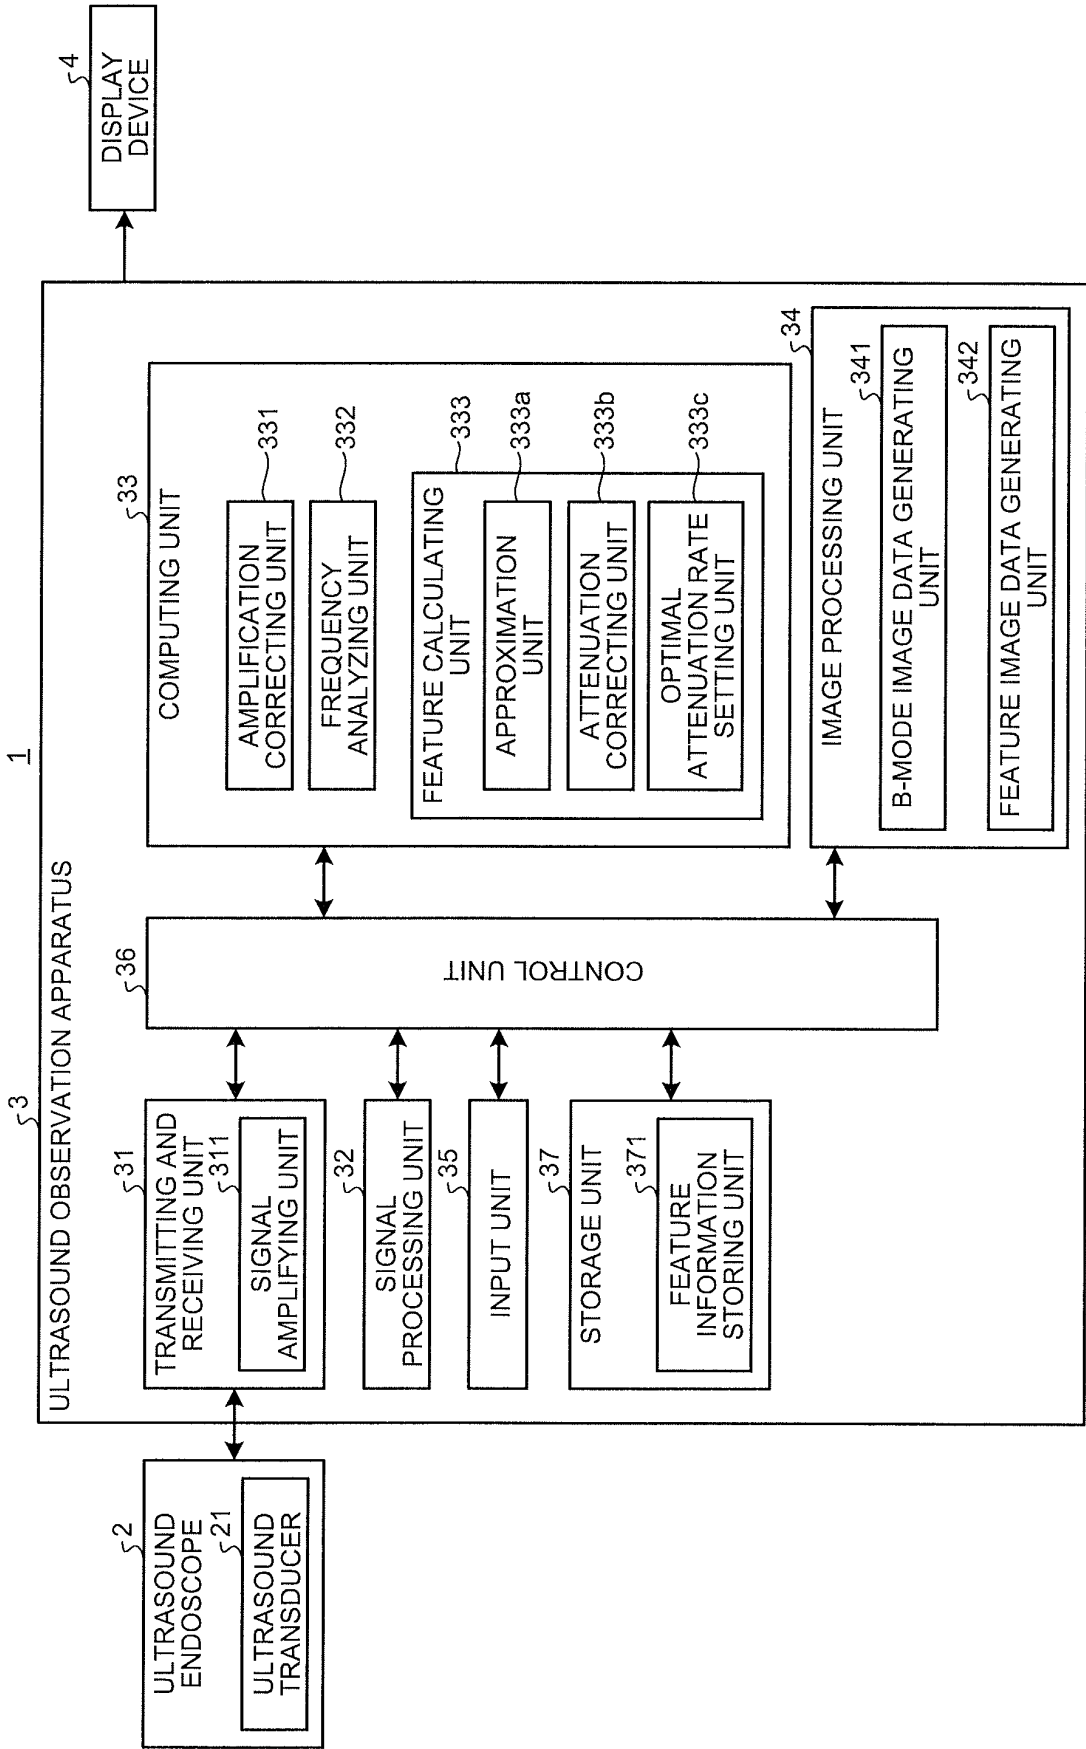 1
3
ULTRASOUND OBSERVATION APPARATUS
2
ULTRASOUND
ENDOSCOPE
21
ULTRASOUND
TRANSDUCER
31
TRANSMITTING AND
RECEIVING UNIT
311
SIGNAL
AMPLIFYING UNIT
32
SIGNAL
PROCESSING UNIT
35
INPUT UNIT
37
STORAGE UNIT
371
FEATURE
INFORMATION
STORING UNIT
36
CONTROL UNIT
33
COMPUTING UNIT
AMPLIFICATION
CORRECTING UNIT
331
FREQUENCY
ANALYZING UNIT
332
FEATURE CALCULATING
UNIT
333
APPROXIMATION
UNIT
333a
ATTENUATION
CORRECTING UNIT
333b
OPTIMAL
ATTENUATION RATE
SETTING UNIT
333c
34
IMAGE PROCESSING UNIT
341
B-MODE IMAGE DATA GENERATING
UNIT
342
FEATURE IMAGE DATA GENERATING
UNIT
4
DISPLAY
DEVICE